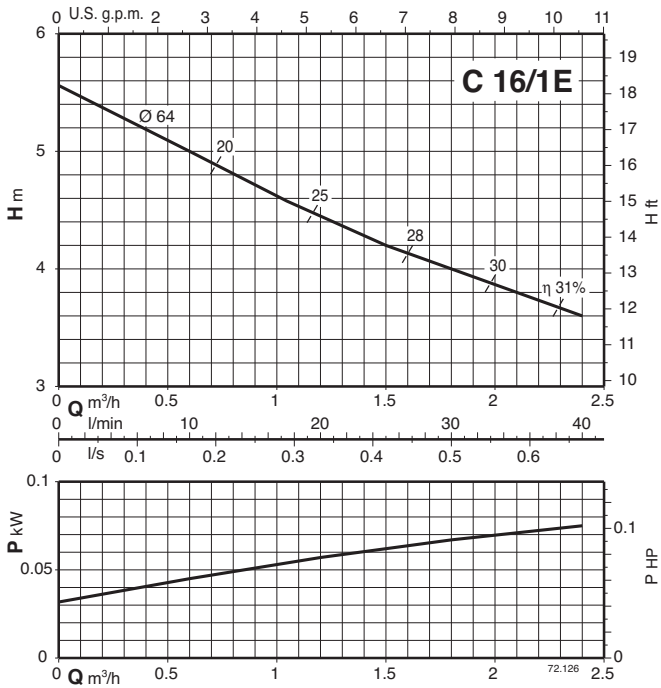 0 U.S. g.p.m. 2 3 4 5 6 7 8 9 10 11
6
19
C 16/1E
18
Ø 64
17
20
5
16
25
15
H m
H ft
28
14
30
4
13
η 31%
12
10
3
0 Q m³/h 0.5 1 1.5 2 2.5
0 l/min 10 20 30 40
0 l/s 0.1 0.2 0.3 0.4 0.5 0.6
0.1
0.1
P kW
P HP
0.05
0
0
72.126
0 Q m³/h 0.5 1 1.5 2 2.5